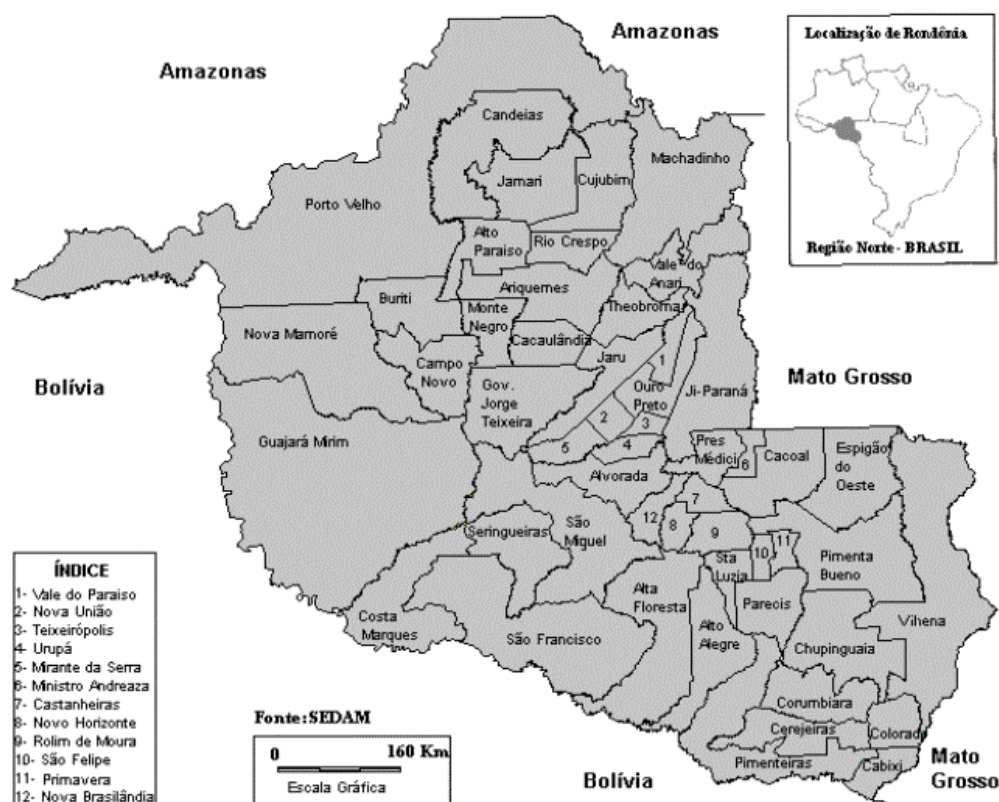 Amazonas
Amazonas
Localização de Rondônia
Região Norte - BRASIL
Candeias
Machadinho
Jamari
Cujubim
Porto Velho
Alto
Paraiso
Rio Crespo
Vale do
Anari
Ariquemes
Buriti
Monte
Negro
Theobroma
Nova Mamoré
Cacaulândia
Jaru
1
Campo
Novo
Gov.
Jorge
Teixeira
Ouro
Preto
Ji-Paraná
Mato Grosso
Bolívia
2
3
4
5
Guajará Mirim
Pres
Médici
6
Cacoal
Espigão
do
Oeste
Alvorada
7
12
8
9
Seringueiras
São
Miguel
10
11
Sta
Luzia
Pimenta
Bueno
Alta
Floresta
Parecis
Vihena
Costa
Marques
São Francisco
Alto
Alegre
Chupinguaia
Corumbiara
Cerejeiras
Colorado
Pimenteiras
Cabixi
Bolívia
Mato
Grosso
ÍNDICE
1- Vale do Paraiso
2- Nova União
3- Teixeirópolis
4- Urupá
5- Mirante da Serra
6- Ministro Andreaza
7- Castanheiras
8- Novo Horizonte
9- Rolim de Moura
10- São Felipe
11- Primavera
12- Nova Brasilândia
Fonte:SEDAM
0 160 Km
Escala Gráfica